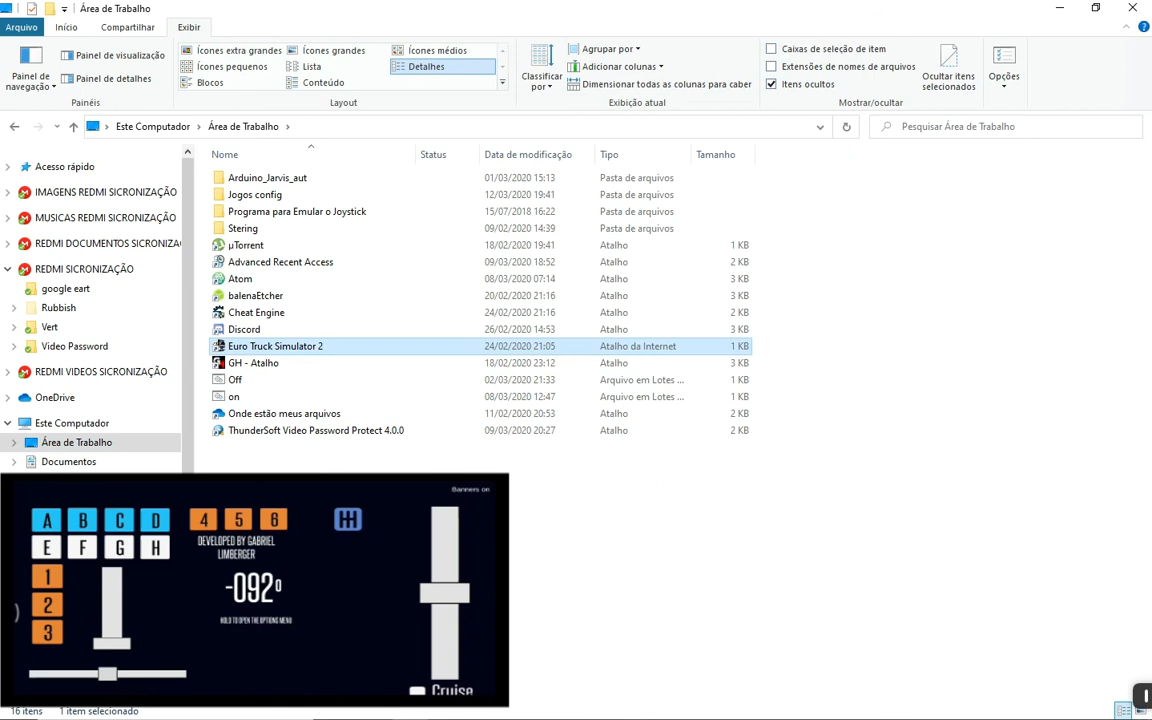 Área de Trabalho
Arquivo Início Compartilhar Exibir
Painel de navegação
Painel de visualização
Painel de detalhes
Painéis
Ícones extra grandes Ícones grandes Ícones médios
Ícones pequenos Lista Detalhes
Blocos Conteúdo
Layout
Classificar por
Agrupar por
Adicionar colunas
Dimensionar todas as colunas para caber
Exibição atual
Caixas de seleção de item
Extensões de nomes de arquivos
Itens ocultos
Ocultar itens selecionados
Opções
Mostrar/ocultar
Este Computador Área de Trabalho
Pesquisar Área de Trabalho
Nome Status Data de modificação Tipo Tamanho
Acesso rápido
IMAGENS REDMI SICRONIZAÇÃO
MUSICAS REDMI SICRONIZAÇÃO
REDMI DOCUMENTOS SICRONIZAÇ
REDMI SICRONIZAÇÃO
google eart
Rubbish
Vert
Video Password
REDMI VIDEOS SICRONIZAÇÃO
OneDrive
Este Computador
Área de Trabalho
Documentos
Arduino_Jarvis_aut 01/03/2020 15:13 Pasta de arquivos
Jogos config 12/03/2020 19:41 Pasta de arquivos
Programa para Emular o Joystick 15/07/2018 16:22 Pasta de arquivos
Stering 09/02/2020 14:39 Pasta de arquivos
µTorrent 18/02/2020 19:41 Atalho 1 KB
Advanced Recent Access 09/03/2020 18:52 Atalho 2 KB
Atom 08/03/2020 07:14 Atalho 3 KB
balenaEtcher 20/02/2020 21:16 Atalho 3 KB
Cheat Engine 24/02/2020 21:16 Atalho 2 KB
Discord 26/02/2020 14:53 Atalho 3 KB
Euro Truck Simulator 2 24/02/2020 21:05 Atalho da Internet 1 KB
GH - Atalho 18/02/2020 23:12 Atalho 3 KB
Off 02/03/2020 21:33 Arquivo em Lotes ... 1 KB
on 08/03/2020 12:47 Arquivo em Lotes ... 1 KB
Onde estão meus arquivos 11/02/2020 20:53 Atalho 2 KB
ThunderSoft Video Password Protect 4.0.0 09/03/2020 20:27 Atalho 2 KB
Banners on
A B C D 4 5 6
E F G H
DEVELOPED BY GABRIEL
LIMBERGER
1
2
3
-092º
HOLD TO OPEN THE OPTIONS MENU
Cruise
16 itens 1 item selecionado